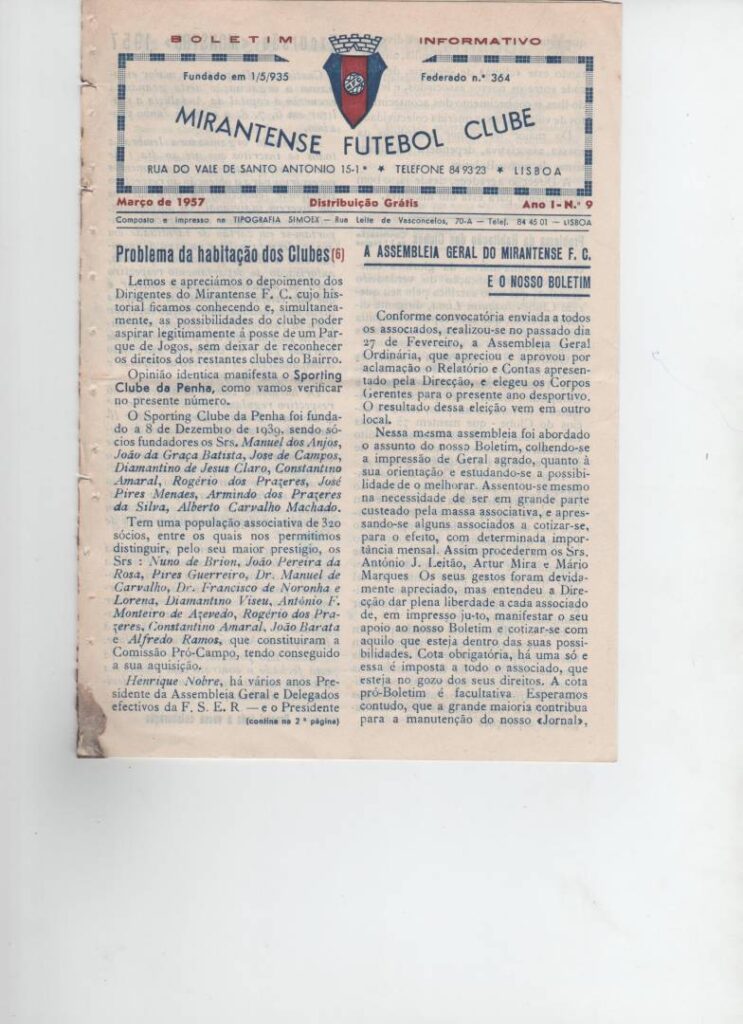 BOLETIM INFORMATIVO
Fundado em 1/5/935
Federado n.º 364
MIRANTENSE FUTEBOL CLUBE
RUA DO VALE DE SANTO ANTONIO 15-1.º ★ TELEFONE 84 93 23 ★ LISBOA
Março de 1957 Distribuição Grátis Ano I - N.º 9
Composto e impresso na TIPOGRAFIA SIMOEX — Rua Leite de Vasconcelos, 70-A — Telef. 84 45 01 — LISBOA
Problema da habitação dos Clubes (6)
Lemos e apreciámos o depoimento dos
Dirigentes do Mirantense F. C. cujo his-
torial ficamos conhecendo e, simultanea-
mente, as possibilidades do clube poder
aspirar legitimamente á posse de um Par-
que de Jogos, sem deixar de reconhecer
os direitos dos restantes clubes do Bairro.
Opinião identica manifesta o Sporting
Clube da Penha, como vamos verificar
no presente número.
O Sporting Clube da Penha foi funda-
do a 8 de Dezembro de 1939, sendo só-
cios fundadores os Srs. Manuel dos Anjos,
João da Graça Batista, Jose de Campos,
Diamantino de Jesus Claro, Constantino
Amaral, Rogério dos Prazeres, José
Pires Mendes, Armindo dos Prazeres
da Silva, Alberto Carvalho Machado.
Tem uma população associativa de 320
sócios, entre os quais nos permitimos
distinguir, pelo seu maior prestigio, os
Srs : Nuno de Brion, João Pereira da
Rosa, Pires Guerreiro, Dr. Manuel de
Carvalho, Dr. Francisco de Noronha e
Lorena, Diamantino Viseu, António F.
Monteiro de Azevedo, Rogério dos Pra-
zeres, Constantino Amaral, João Barata
e Alfredo Ramos, que constituiram a
Comissão Pró-Campo, tendo conseguido
a sua aquisição.
Henrique Nobre, há vários anos Pre-
sidente da Assembleia Geral e Delegados
efectivos da F. S. E. R — e o Presidente
(contina na 2.ª página)
A ASSEMBLEIA GERAL DO MIRANTENSE F. C.
E O NOSSO BOLETIM
Conforme convocatória enviada a todos
os associados, realizou-se no passado dia
27 de Fevereiro, a Assembleia Geral
Ordinária, que apreciou e aprovou por
aclamação o Relatório e Contas apresen-
tado pela Direcção, e elegeu os Corpos
Gerentes para o presente ano desportivo.
O resultado dessa eleição vem em outro
local.
Nessa mesma assembleia foi abordado
o assunto do nosso Boletim, colhendo-se
a impressão de Geral agrado, quanto à
sua orientação e estudando-se a possibi-
lidade de o melhorar. Assentou-se mesmo
na necessidade de ser em grande parte
custeado pela massa associativa, e apres-
sando-se alguns associados a cotizar-se,
para o efeito, com determinada impor-
tância mensal. Assim procederem os Srs.
António J. Leitão, Artur Mira e Mário
Marques Os seus gestos foram devida-
mente apreciado, mas entendeu a Dire-
cção dar plena liberdade a cada associado
de, em impresso ju-to, manifestar o seu
apoio ao nosso Boletim e cotizar-se com
aquilo que esteja dentro das suas possi-
bilidades. Cota obrigatória, há uma só e
essa é imposta a todo o associado, que
esteja no gozo dos seus direitos. A cota
pró-Boletim é facultativa. Esperamos
contudo, que a grande maioria contribua
para a manutenção do nosso «Jornal»,